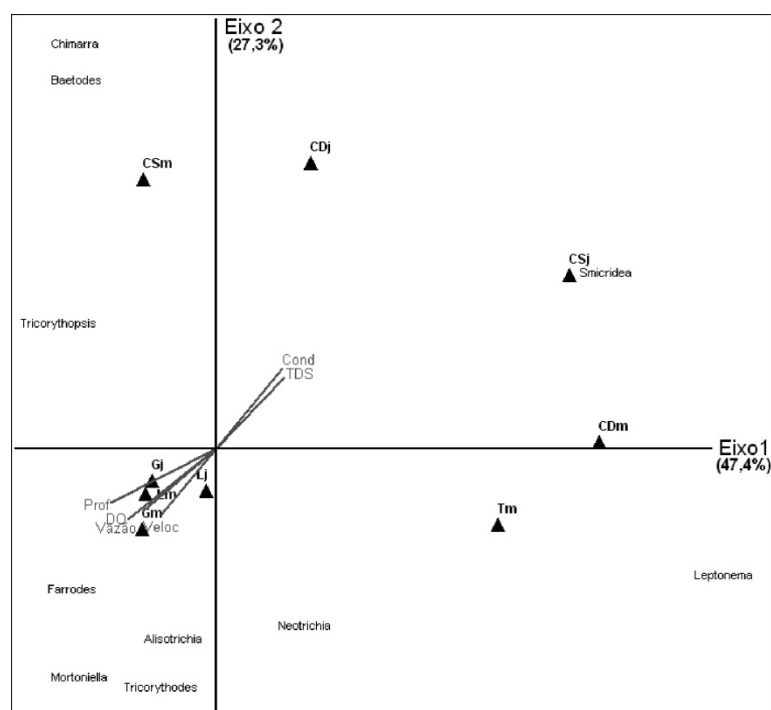 Eixo 2
(27,3%)
Chimarra
Baetodes
CSm
CDj
CSj
Smicridea
Tricorythopsis
Cond
TDS
CDm
Eixo1
(47,4%)
Gj
Lj
Lm
Prof
DO
Gm
Vazão
Veloc
Tm
Leptonema
Farrodes
Neotrichia
Alisotrichia
Mortoniella
Tricorythodes